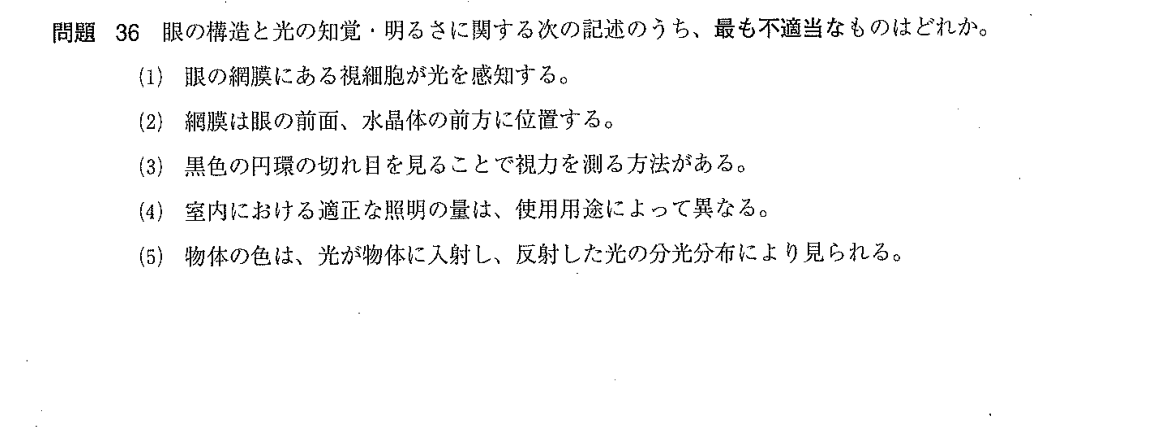 問題 36 眼の構造と光の知覚・明るさに関する次の記述のうち、最も不適当なものはどれか。
(1) 眼の網膜にある視細胞が光を感知する。
(2) 網膜は眼の前面、水晶体の前方に位置する。
(3) 黒色の円環の切れ目を見ることで視力を測る方法がある。
(4) 室内における適正な照明の量は、使用用途によって異なる。
(5) 物体の色は、光が物体に入射し、反射した光の分光分布により見られる。